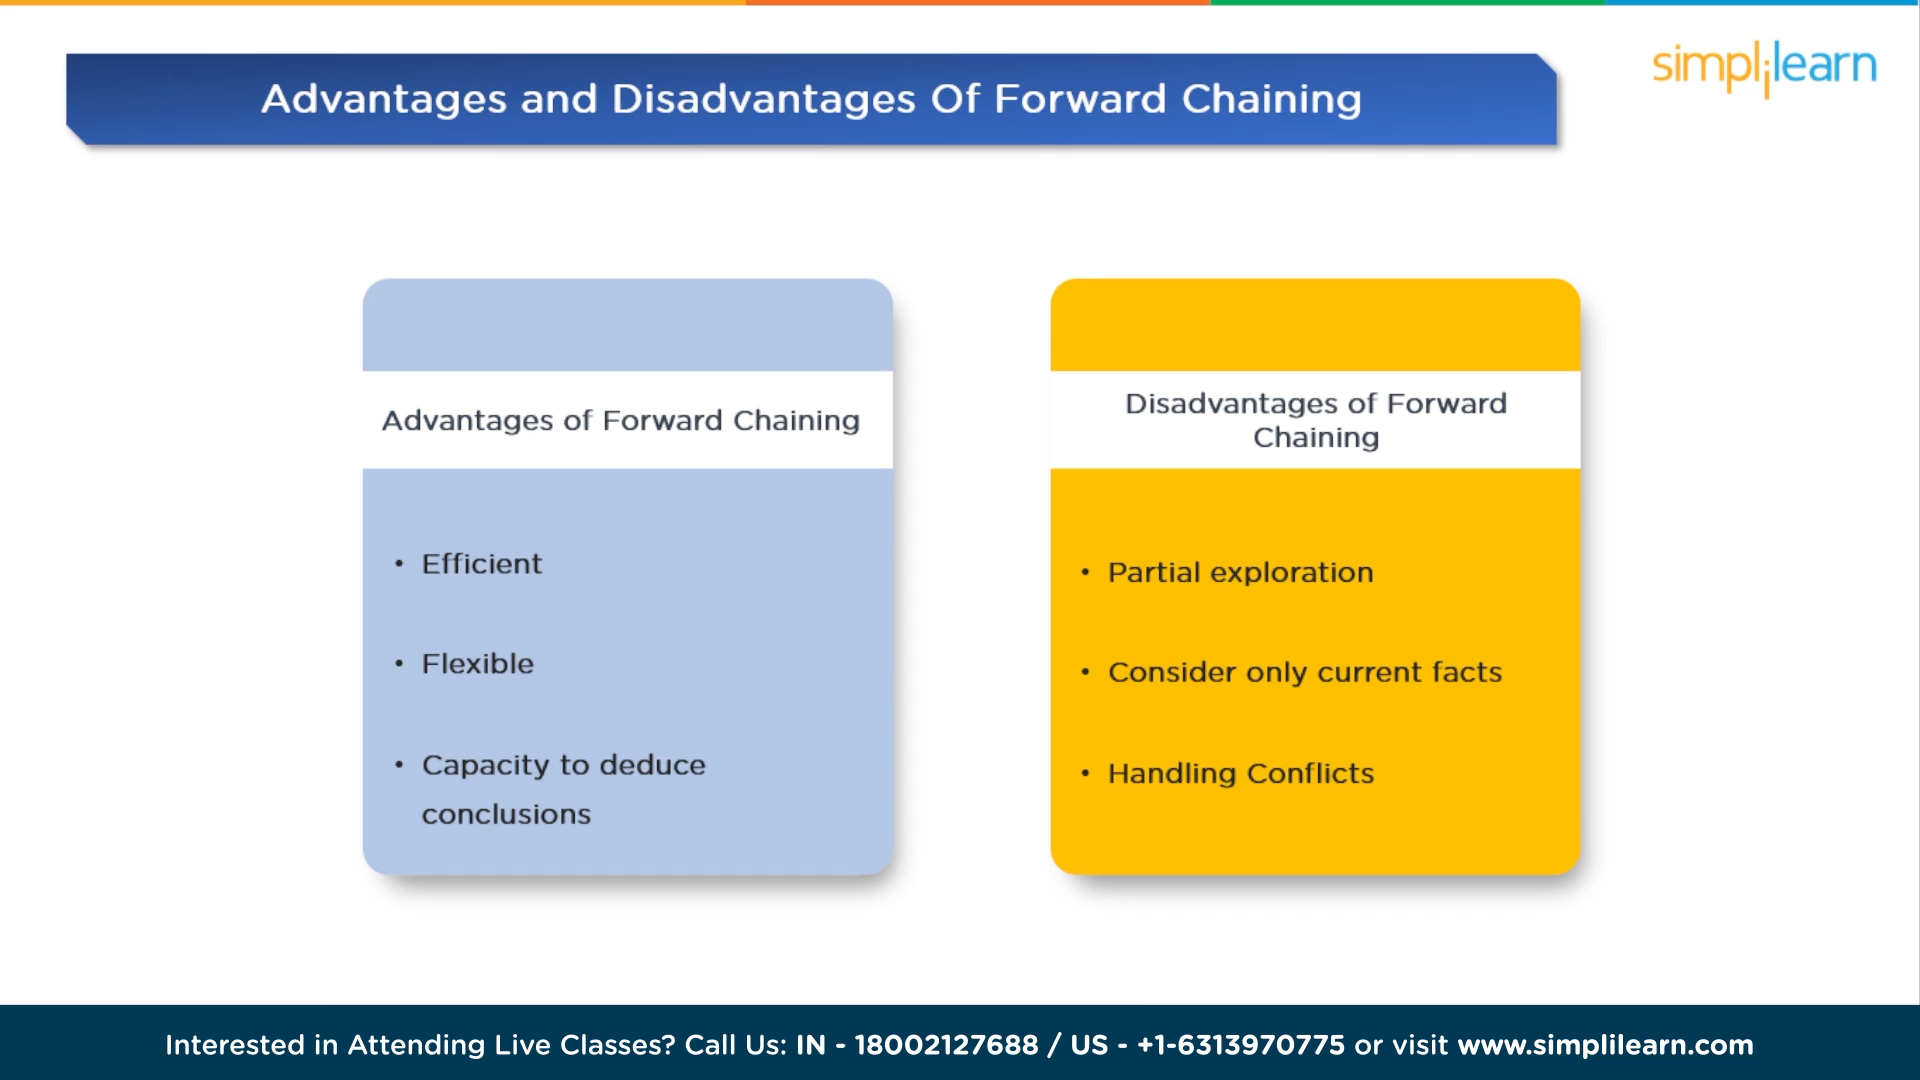 simplilearn
Advantages and Disadvantages Of Forward Chaining
Advantages of Forward Chaining
• Efficient
• Flexible
• Capacity to deduce
conclusions
Disadvantages of Forward
Chaining
• Partial exploration
• Consider only current facts
• Handling Conflicts
Interested in Attending Live Classes? Call Us: IN - 18002127688 / US - +1-6313970775 or visit www.simplilearn.com